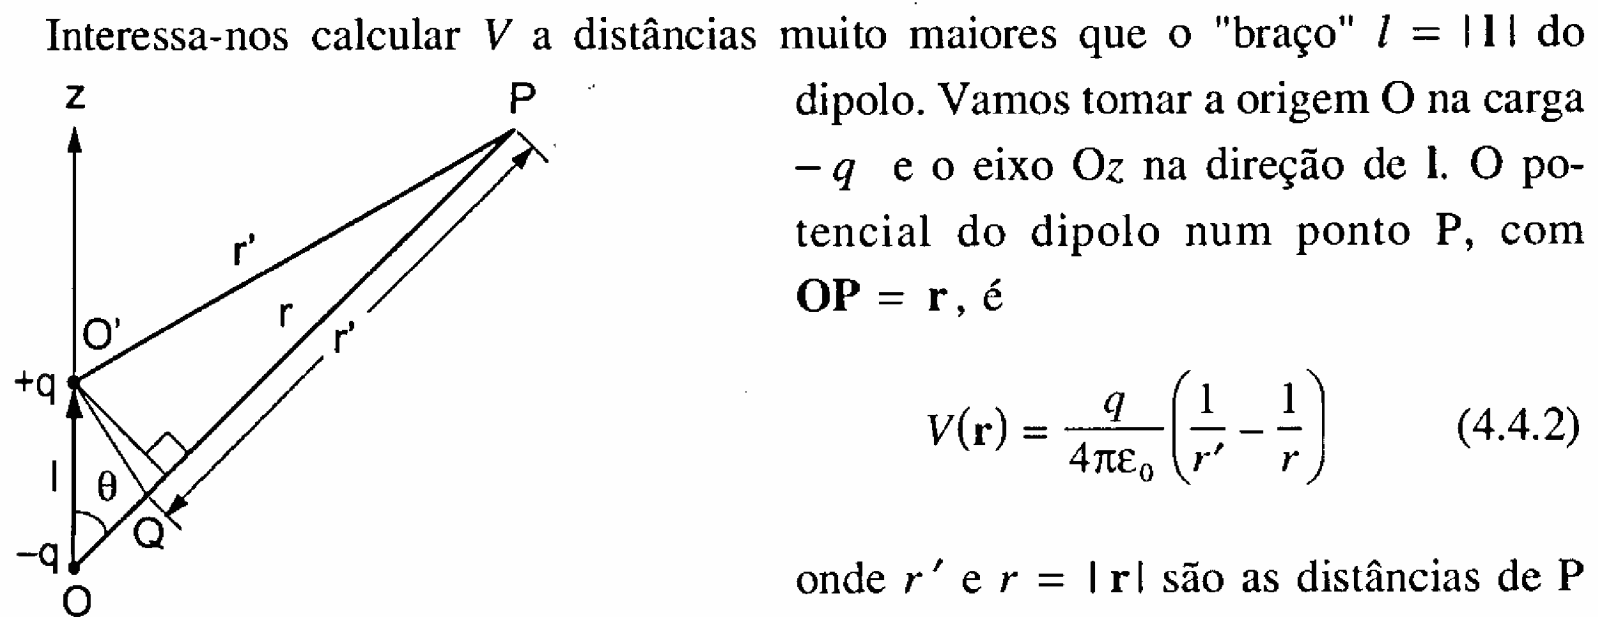 Interessa-nos calcular V a distâncias muito maiores que o "braço" l = |l| do
dipolo. Vamos tomar a origem O na carga
– q e o eixo Oz na direção de l. O po-
tencial do dipolo num ponto P, com
OP = r, é
V(r) = q/4πε₀ (1/r′ – 1/r) (4.4.2)
onde r′ e r = |r| são as distâncias de P
z
P
r'
r
r'
O'
+q
l
θ
Q
–q
O